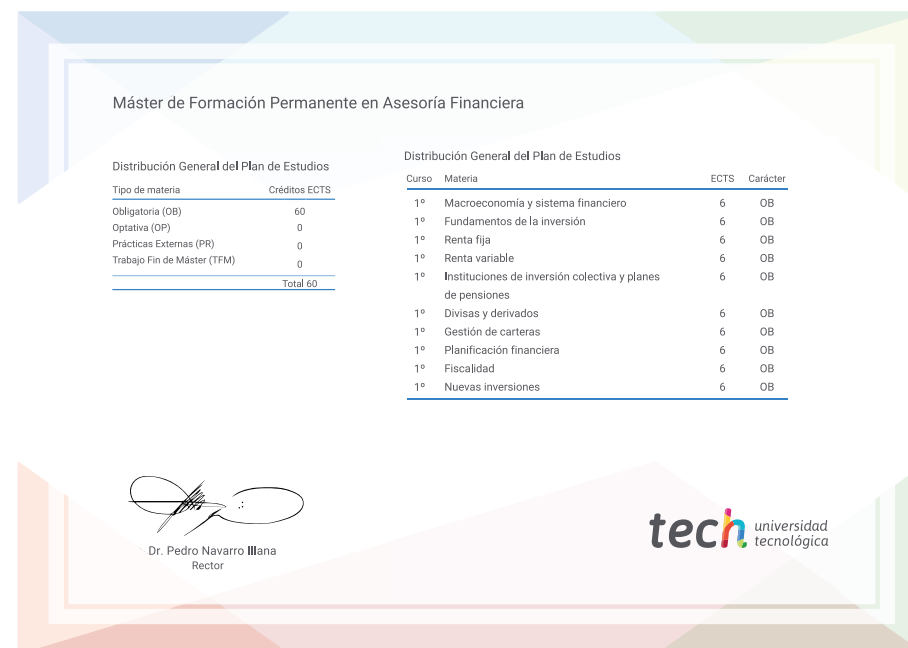 Máster de Formación Permanente en Asesoría Financiera
Distribución General del Plan de Estudios
Tipo de materia Créditos ECTS
Obligatoria (OB) 60
Optativa (OP) 0
Prácticas Externas (PR) 0
Trabajo Fin de Máster (TFM) 0
Total 60
Distribución General del Plan de Estudios
Curso Materia ECTS Carácter
1º Macroeconomía y sistema financiero 6 OB
1º Fundamentos de la inversión 6 OB
1º Renta fija 6 OB
1º Renta variable 6 OB
1º Instituciones de inversión colectiva y planes 6 OB
de pensiones
1º Divisas y derivados 6 OB
1º Gestión de carteras 6 OB
1º Planificación financiera 6 OB
1º Fiscalidad 6 OB
1º Nuevas inversiones 6 OB
Dr. Pedro Navarro Illana
Rector
tech universidad
tecnológica